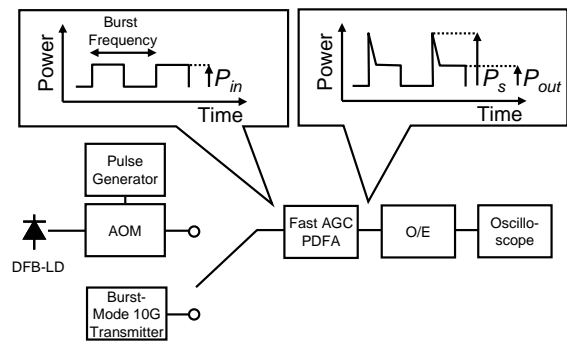 Burst
Frequency
Power
P_in
Time
Power
P_s
P_out
Time
Pulse
Generator
AOM
DFB-LD
Burst-
Mode 10G
Transmitter
Fast AGC
PDFA
O/E
Oscillo-
scope